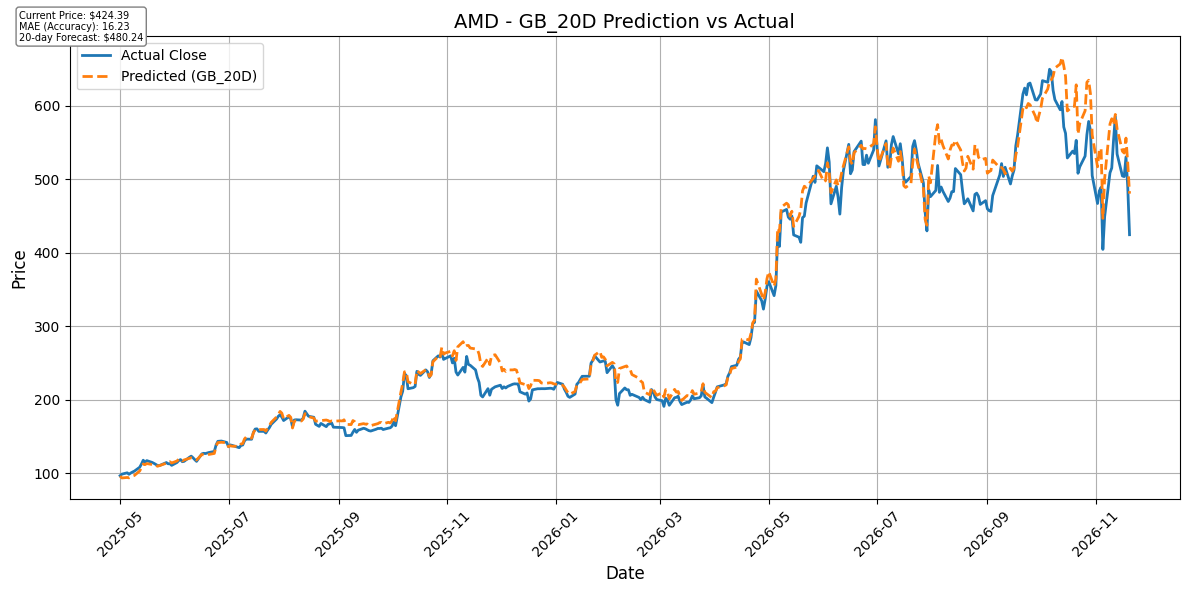 AMD - GB_20D Prediction vs Actual
Current Price: $424.39
MAE (Accuracy): 16.23
20-day Forecast: $480.24
Actual Close
Predicted (GB_20D)
Price
600
500
400
300
200
100
2025-05
2025-07
2025-09
2025-11
2026-01
2026-03
2026-05
2026-07
2026-09
2026-11
Date